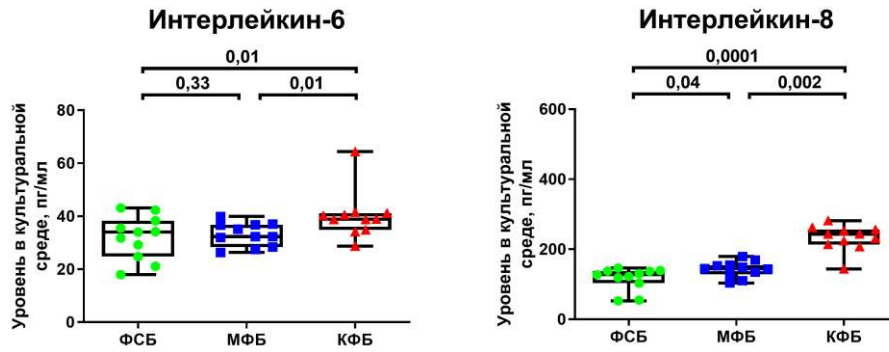 Интерлейкин-6
0,01
0,33
0,01
Уровень в культуральной
среде, пг/мл
80
60
40
20
0
ФСБ
МФБ
КФБ
Интерлейкин-8
0,0001
0,04
0,002
Уровень в культуральной
среде, пг/мл
600
400
200
0
ФСБ
МФБ
КФБ